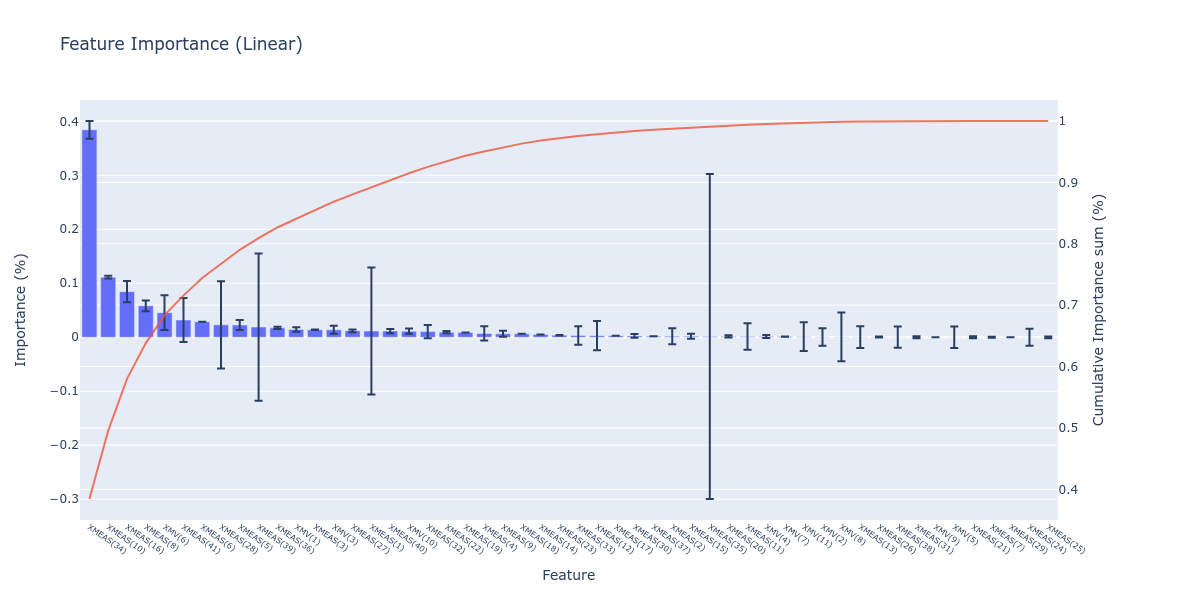 Feature Importance (Linear)
0.4
0.3
0.2
0.1
0
−0.1
−0.2
−0.3
Importance (%)
1
0.9
0.8
0.7
0.6
0.5
0.4
Cumulative Importance sum (%)
XMEAS(34)
XMEAS(10)
XMEAS(16)
XMEAS(8)
XMV(6)
XMEAS(41)
XMEAS(6)
XMEAS(28)
XMEAS(5)
XMEAS(39)
XMEAS(36)
XMV(1)
XMEAS(3)
XMV(3)
XMEAS(27)
XMEAS(1)
XMEAS(40)
XMV(10)
XMEAS(32)
XMEAS(22)
XMEAS(19)
XMEAS(4)
XMEAS(9)
XMEAS(18)
XMEAS(14)
XMEAS(23)
XMEAS(33)
XMEAS(12)
XMEAS(17)
XMEAS(30)
XMEAS(37)
XMEAS(2)
XMEAS(15)
XMEAS(35)
XMEAS(20)
XMEAS(11)
XMV(4)
XMV(7)
XMV(11)
XMV(2)
XMV(8)
XMEAS(13)
XMEAS(26)
XMEAS(38)
XMEAS(31)
XMV(9)
XMV(5)
XMEAS(21)
XMEAS(7)
XMEAS(29)
XMEAS(24)
XMEAS(25)
Feature